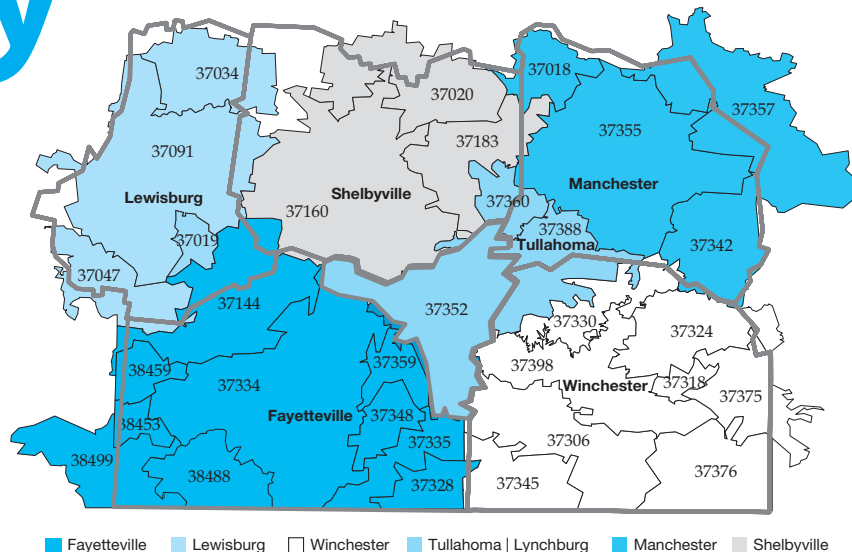 y
37034
37020
37018
37357
37355
37183
37091
Manchester
Lewisburg
Shelbyville
37160
37360
37388
37019
Tullahoma
37342
37047
37144
37352
37330
37324
37359
37398
38459
37334
Winchester
37318
37375
Fayetteville
37348
38453
37335
37306
38499
38488
37328
37345
37376
Fayetteville
Lewisburg
Winchester
Tullahoma | Lynchburg
Manchester
Shelbyville